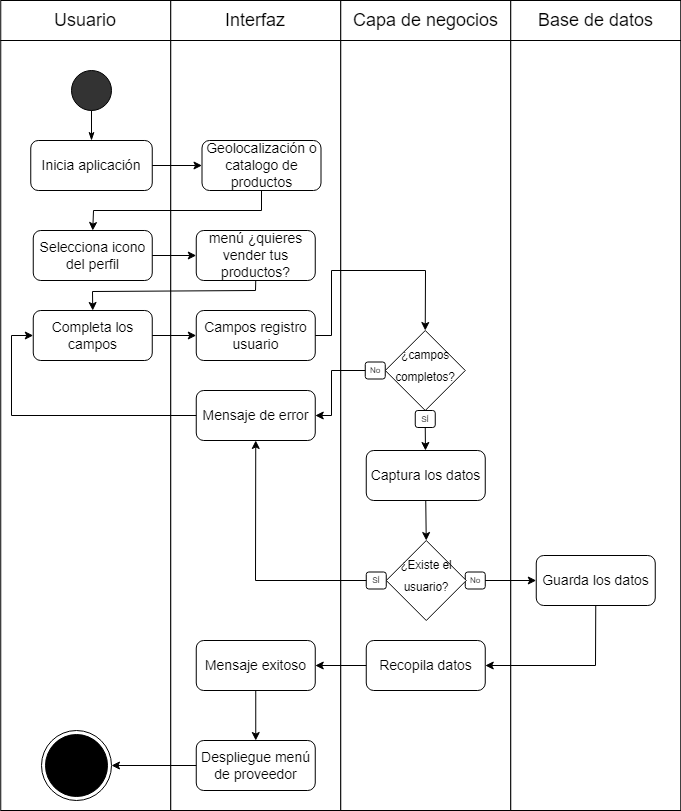 Usuario
Interfaz
Capa de negocios
Base de datos
Inicia aplicación
Geolocalización o
catalogo de
productos
Selecciona icono
del perfil
menú ¿quieres
vender tus
productos?
Completa los
campos
Campos registro
usuario
¿campos
completos?
No
Mensaje de error
SÍ
Captura los datos
¿Existe el
usuario?
SÍ
No
Guarda los datos
Mensaje exitoso
Recopila datos
Despliegue menú
de proveedor